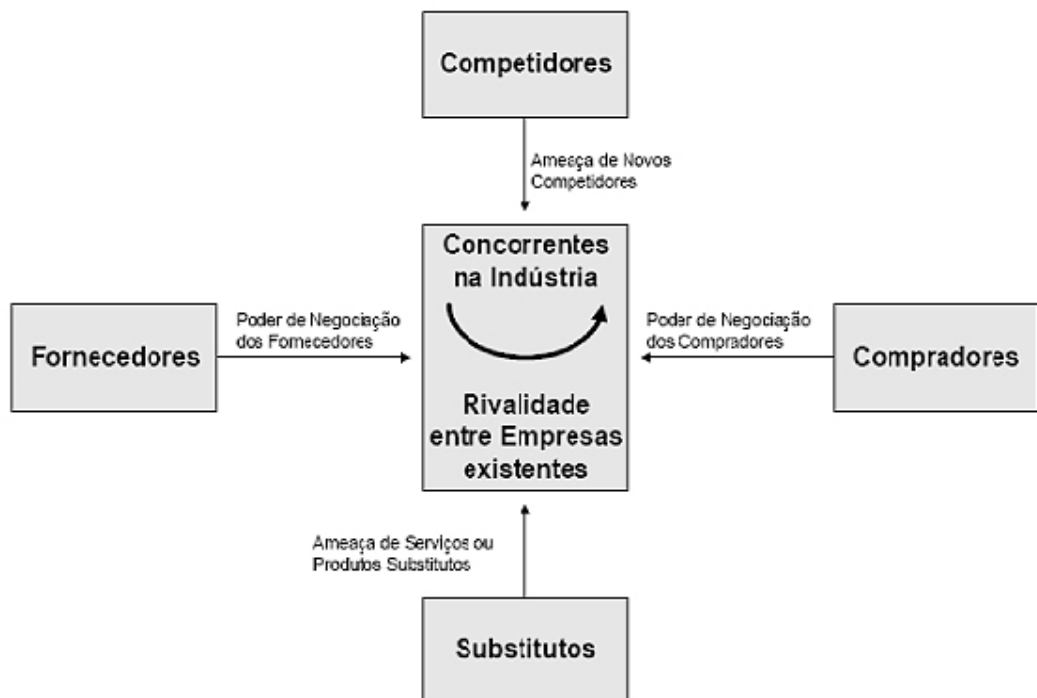 Competidores
Ameaça de Novos
Competidores
Concorrentes
na Indústria
Poder de Negociação
dos Fornecedores
Poder de Negociação
dos Compradores
Fornecedores
Compradores
Rivalidade
entre Empresas
existentes
Ameaça de Serviços ou
Produtos Substitutos
Substitutos